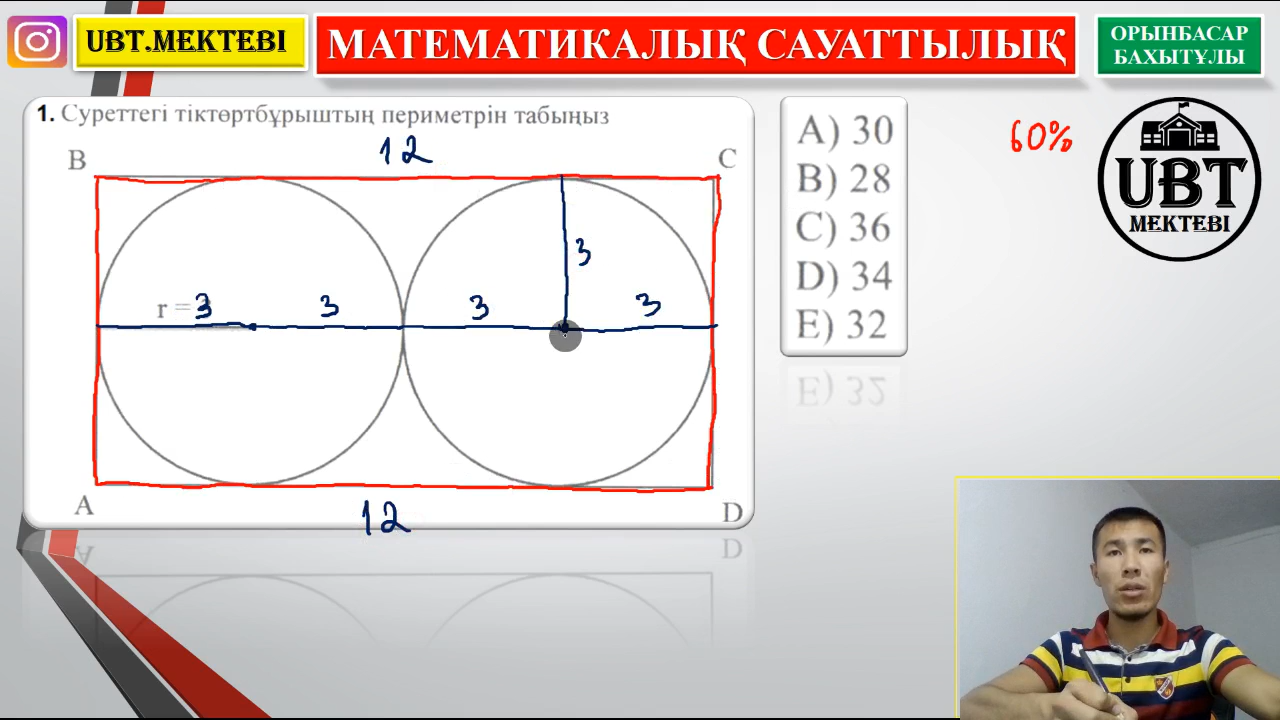 UBT.MEKTEBI
МАТЕМАТИКАЛЫҚ САУАТТЫЛЫҚ
ОРЫНБАСАР
БАХЫТҰЛЫ
1. Суреттегі тіктөртбұрыштың периметрін табыңыз
12
B
C
3
r = 3
3
3
3
A
12
D
A) 30
B) 28
C) 36
D) 34
E) 32
60%
UBT
MEKTEBI